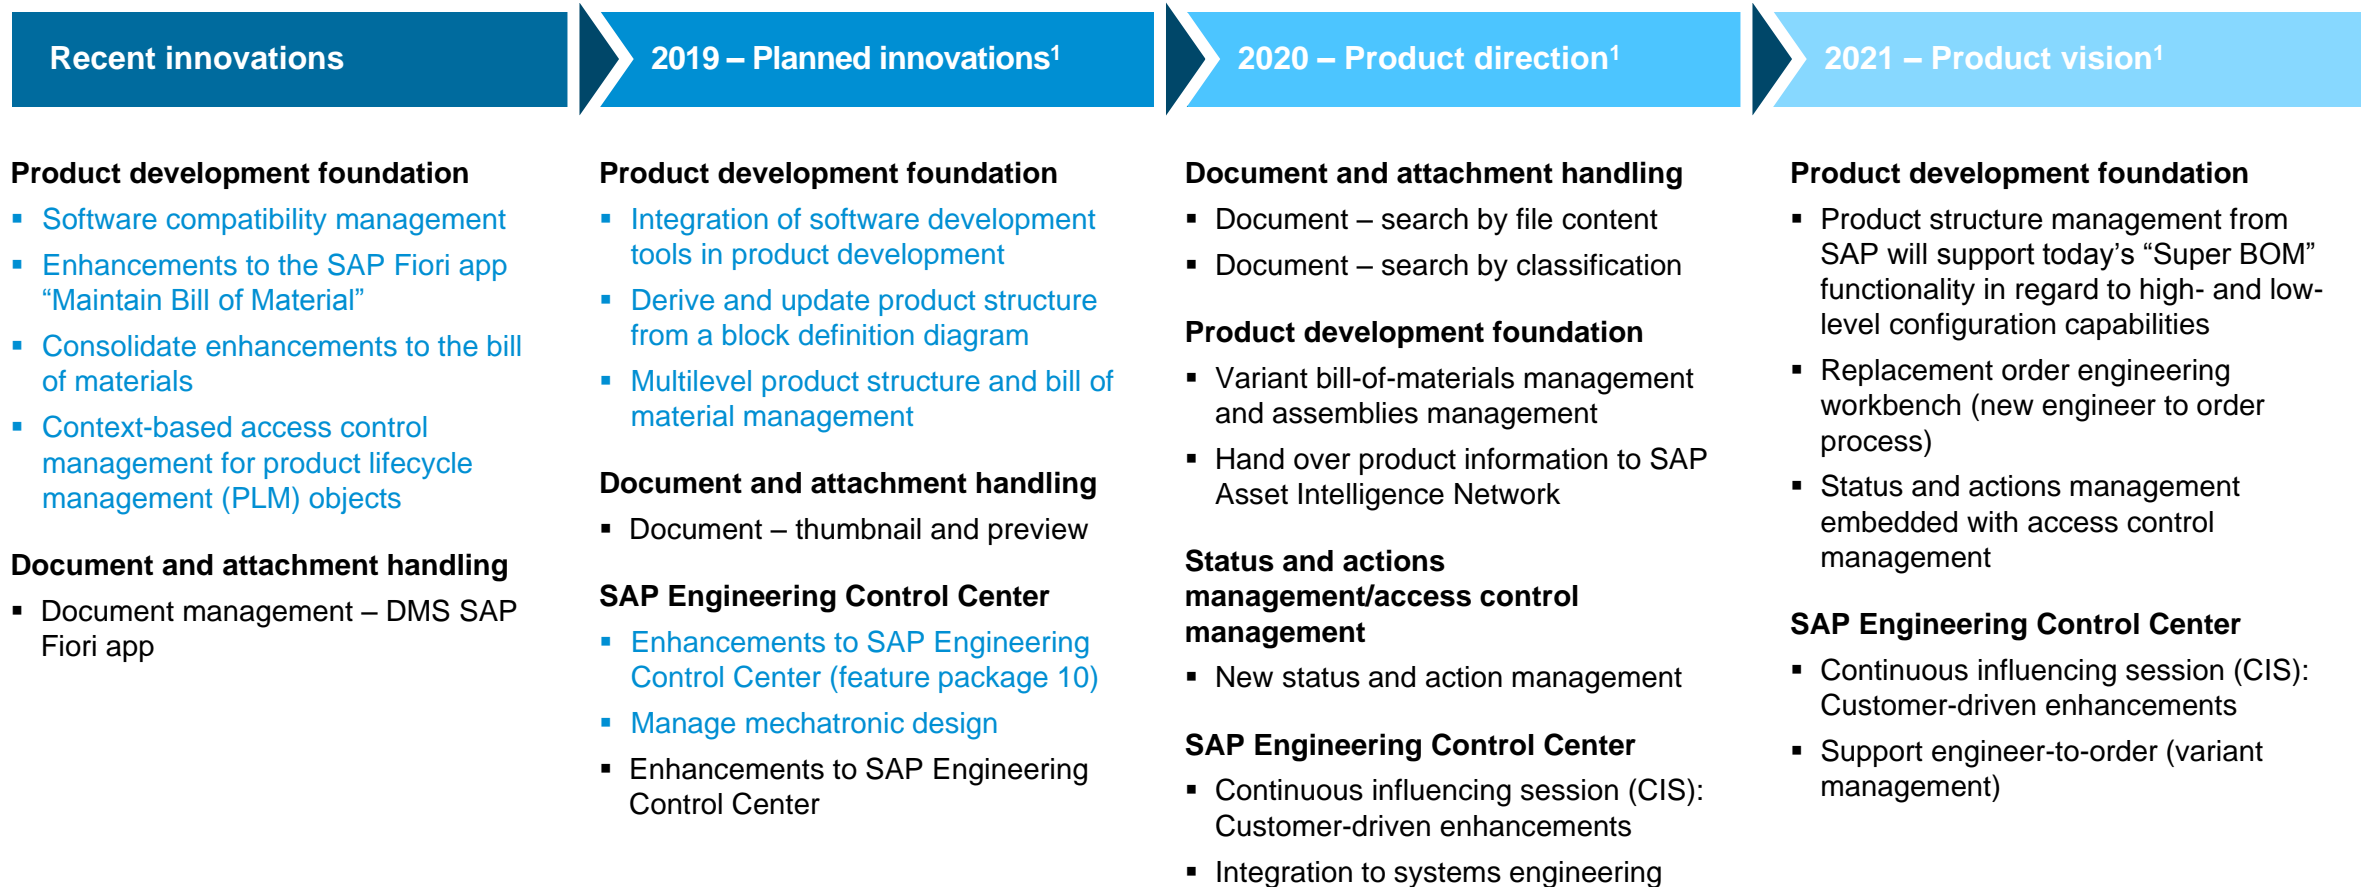 Recent innovations
2019 – Planned innovations¹
2020 – Product direction¹
2021 – Product vision¹
Product development foundation
▪ Software compatibility management
▪ Enhancements to the SAP Fiori app
“Maintain Bill of Material”
▪ Consolidate enhancements to the bill
of materials
▪ Context-based access control
management for product lifecycle
management (PLM) objects
Document and attachment handling
▪ Document management – DMS SAP
Fiori app
Product development foundation
▪ Integration of software development
tools in product development
▪ Derive and update product structure
from a block definition diagram
▪ Multilevel product structure and bill of
material management
Document and attachment handling
▪ Document – thumbnail and preview
SAP Engineering Control Center
▪ Enhancements to SAP Engineering
Control Center (feature package 10)
▪ Manage mechatronic design
▪ Enhancements to SAP Engineering
Control Center
Document and attachment handling
▪ Document – search by file content
▪ Document – search by classification
Product development foundation
▪ Variant bill-of-materials management
and assemblies management
▪ Hand over product information to SAP
Asset Intelligence Network
Status and actions
management/access control
management
▪ New status and action management
SAP Engineering Control Center
▪ Continuous influencing session (CIS):
Customer-driven enhancements
▪ Integration to systems engineering
Product development foundation
▪ Product structure management from
SAP will support today’s “Super BOM”
functionality in regard to high- and low-
level configuration capabilities
▪ Replacement order engineering
workbench (new engineer to order
process)
▪ Status and actions management
embedded with access control
management
SAP Engineering Control Center
▪ Continuous influencing session (CIS):
Customer-driven enhancements
▪ Support engineer-to-order (variant
management)